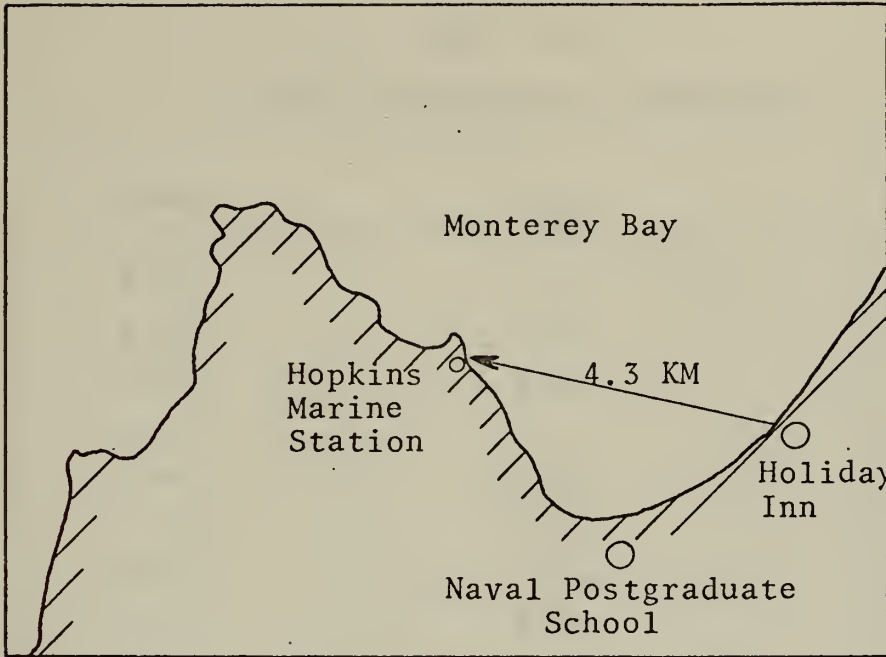 Monterey Bay
4.3 KM
Hopkins
Marine
Station
Holiday
Inn
Naval Postgraduate
School